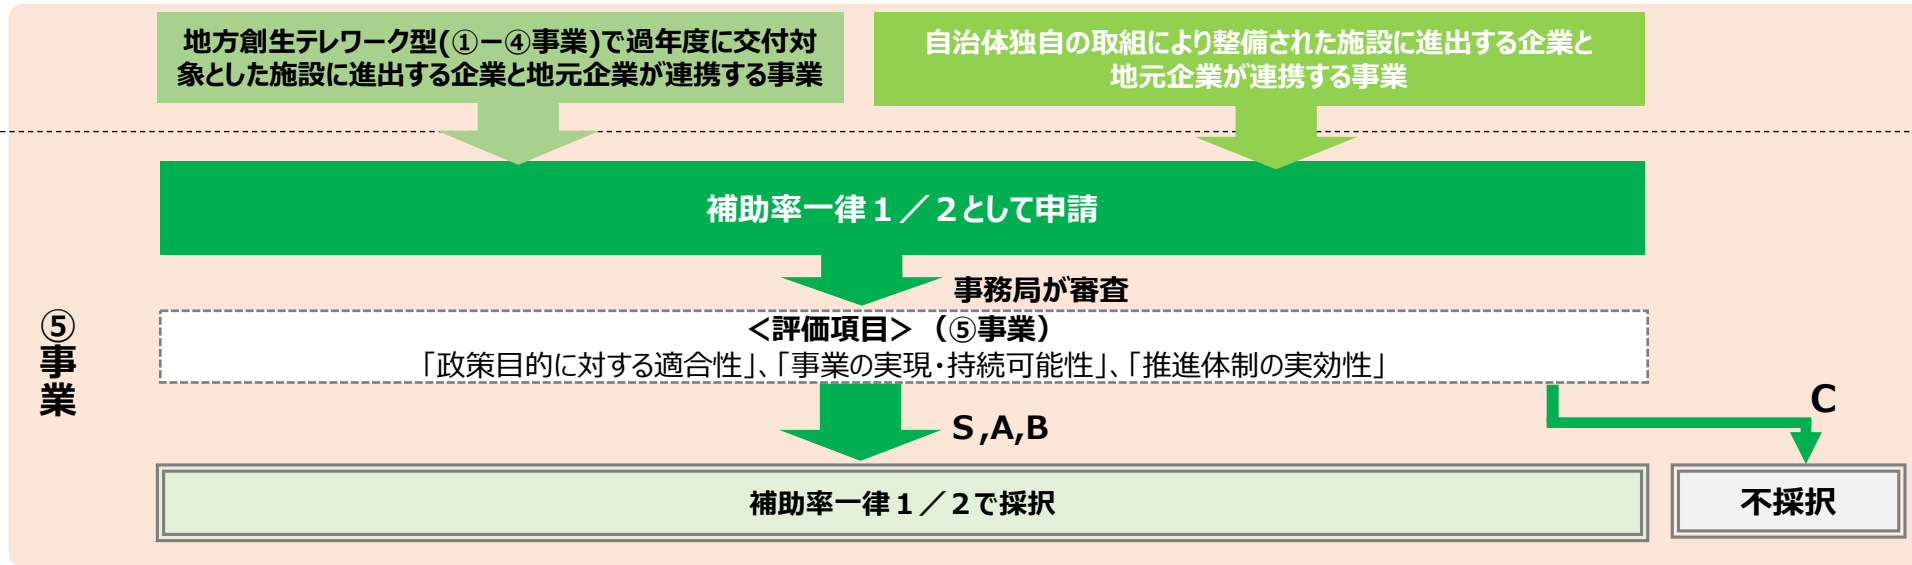 地方創生テレワーク型(①ー④事業)で過年度に交付対
象とした施設に進出する企業と地元企業が連携する事業
自治体独自の取組により整備された施設に進出する企業と
地元企業が連携する事業
補助率一律１／２として申請
事務局が審査
⑤事業
＜評価項目＞（⑤事業）
「政策目的に対する適合性」、「事業の実現・持続可能性」、「推進体制の実効性」
Ｓ,A,B
C
補助率一律１／２で採択
不採択